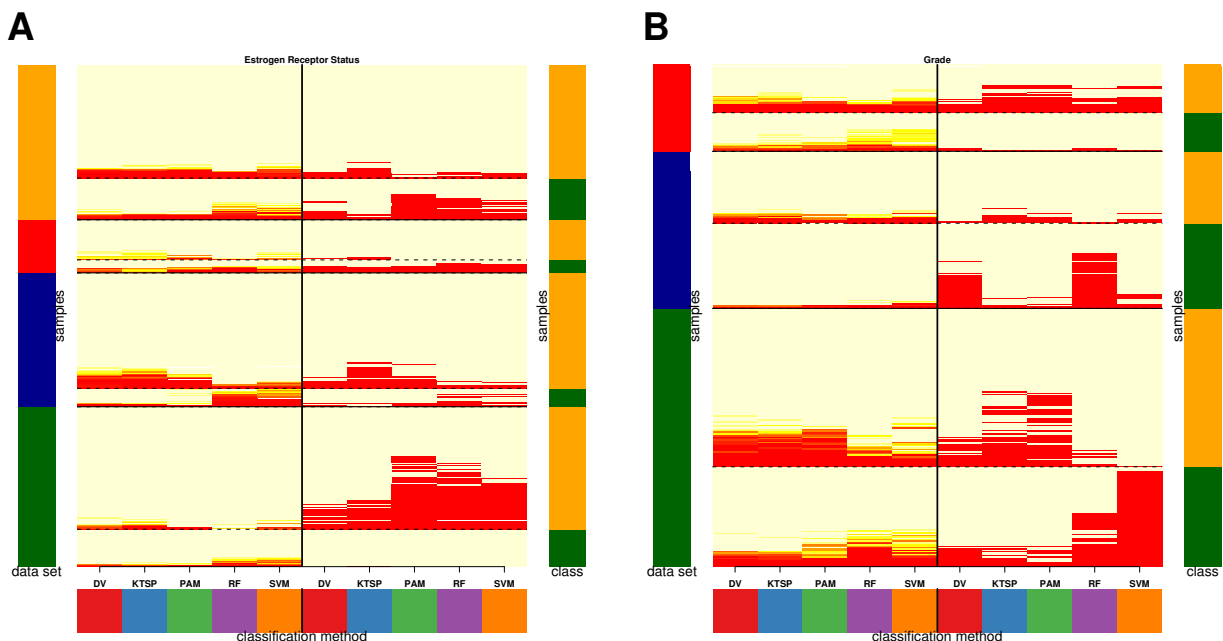 A
Estrogen Receptor Status
samples
samples
data set
DV KTSP PAM RF SVM DV KTSP PAM RF SVM
class
classification method
B
Grade
samples
samples
data set
DV KTSP PAM RF SVM DV KTSP PAM RF SVM
class
classification method